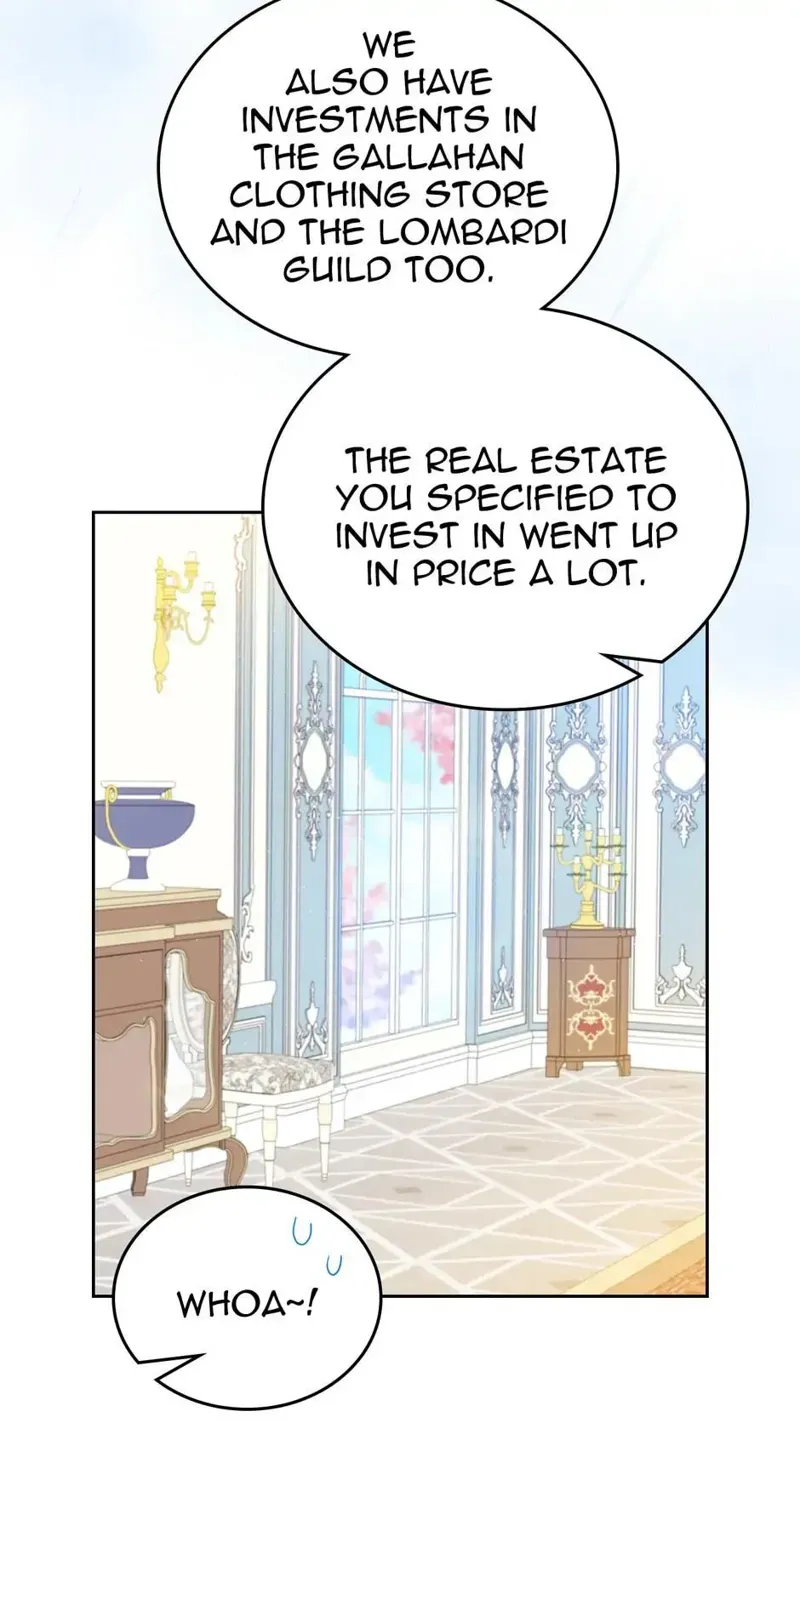 WE
ALSO HAVE
INVESTMENTS IN
THE GALLAHAN
CLOTHING STORE
AND THE LOMBARDI
GUILD TOO.
THE REAL ESTATE
YOU SPECIFIED TO
INVEST IN WENT UP
IN PRICE A LOT.
WHOA~!